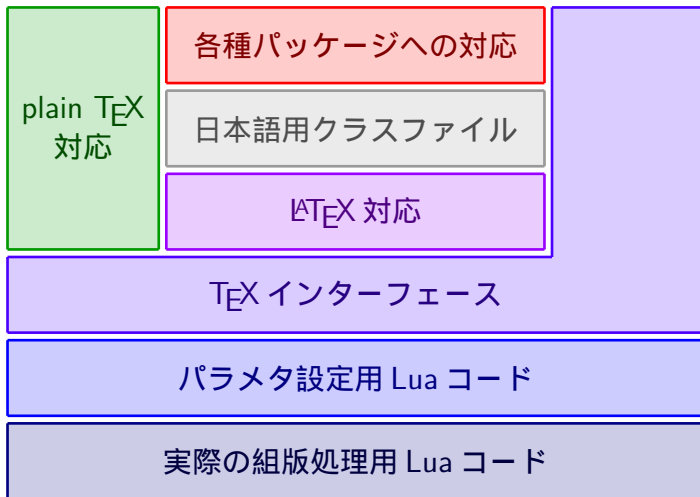 各種パッケージへの対応
plain TEX
対応
日本語用クラスファイル
LATEX 対応
TEX インターフェース
パラメタ設定用 Lua コード
実際の組版処理用 Lua コード